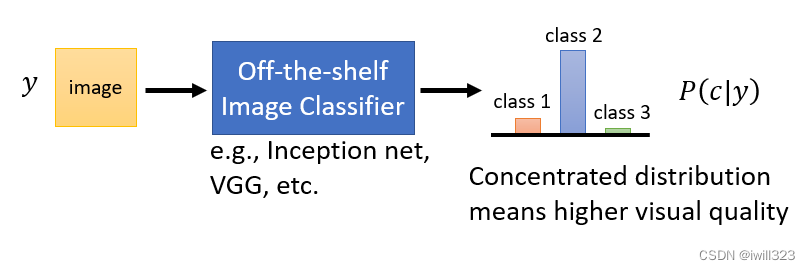 y
image
Off-the-shelf
Image Classifier
e.g., Inception net,
VGG, etc.
class 1
class 2
class 3
P(c|y)
Concentrated distribution
means higher visual quality
CSDN @iwill323